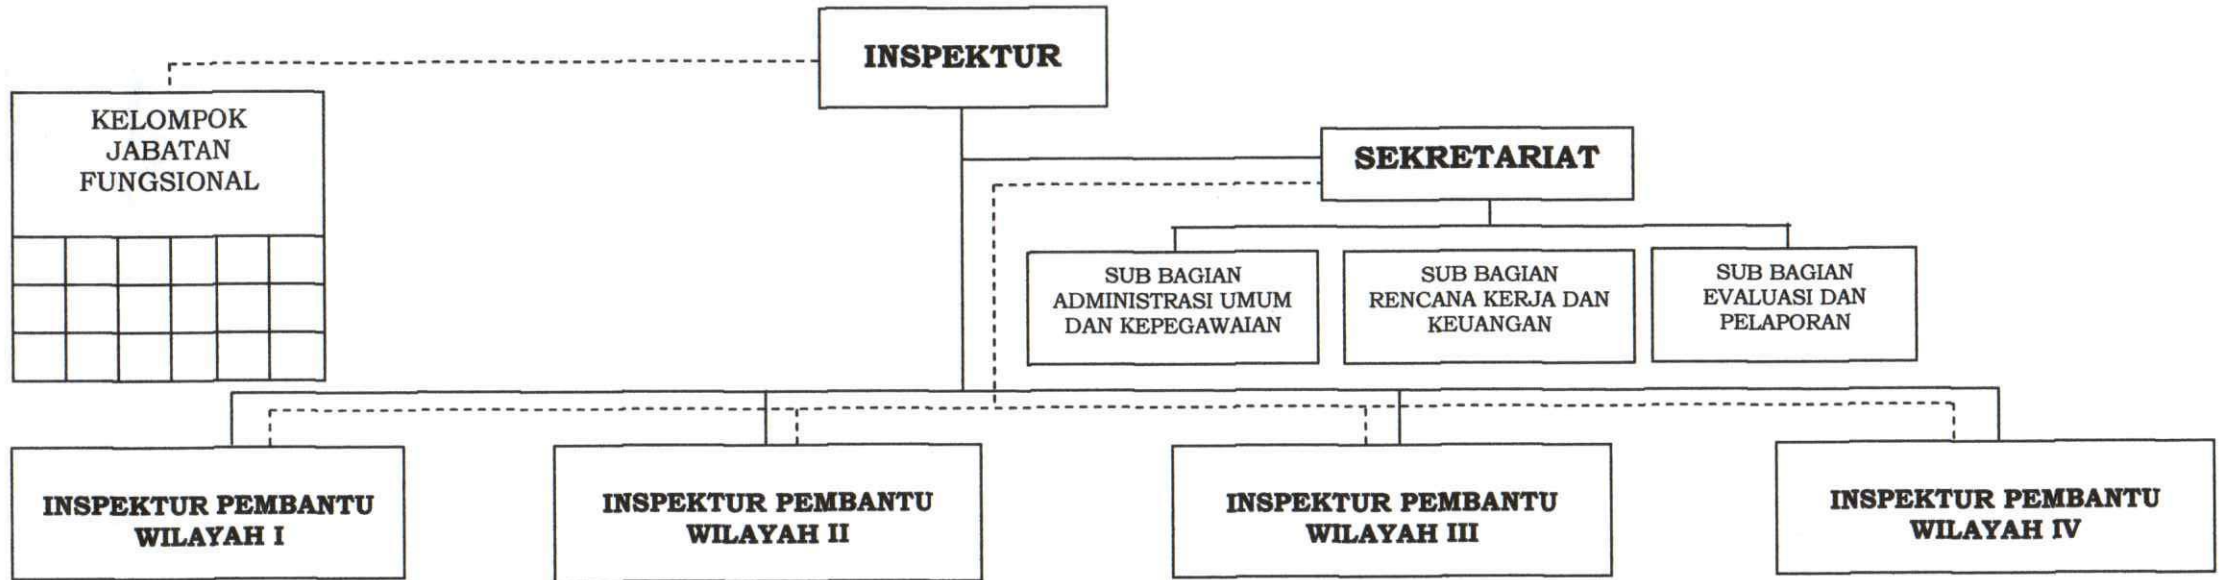 INSPEKTUR
KELOMPOK
JABATAN
FUNGSIONAL
SEKRETARIAT
SUB BAGIAN
ADMINISTRASI UMUM
DAN KEPEGAWAIAN
SUB BAGIAN
RENCANA KERJA DAN
KEUANGAN
SUB BAGIAN
EVALUASI DAN
PELAPORAN
INSPEKTUR PEMBANTU
WILAYAH I
INSPEKTUR PEMBANTU
WILAYAH II
INSPEKTUR PEMBANTU
WILAYAH III
INSPEKTUR PEMBANTU
WILAYAH IV